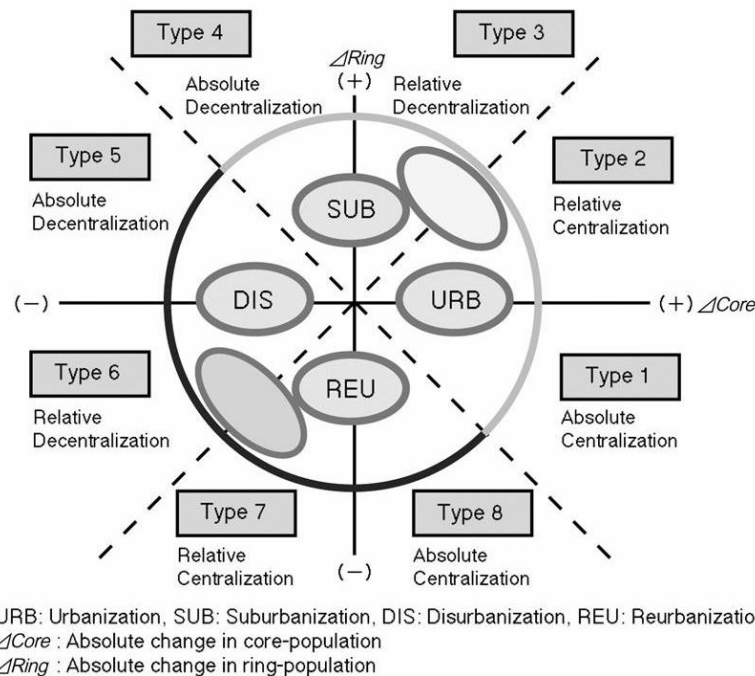 Type 4
Type 3
⊿Ring
(+)
Absolute
Decentralization
Relative
Decentralization
Type 5
Type 2
Absolute
Decentralization
Relative
Centralization
SUB
(−)
DIS
URB
(+) ⊿Core
Type 6
REU
Type 1
Relative
Decentralization
Absolute
Centralization
Type 7
Type 8
Relative
Centralization
(−)
Absolute
Centralization
URB: Urbanization, SUB: Suburbanization, DIS: Disurbanization, REU: Reurbanizatio
⊿Core : Absolute change in core-population
⊿Ring : Absolute change in ring-population